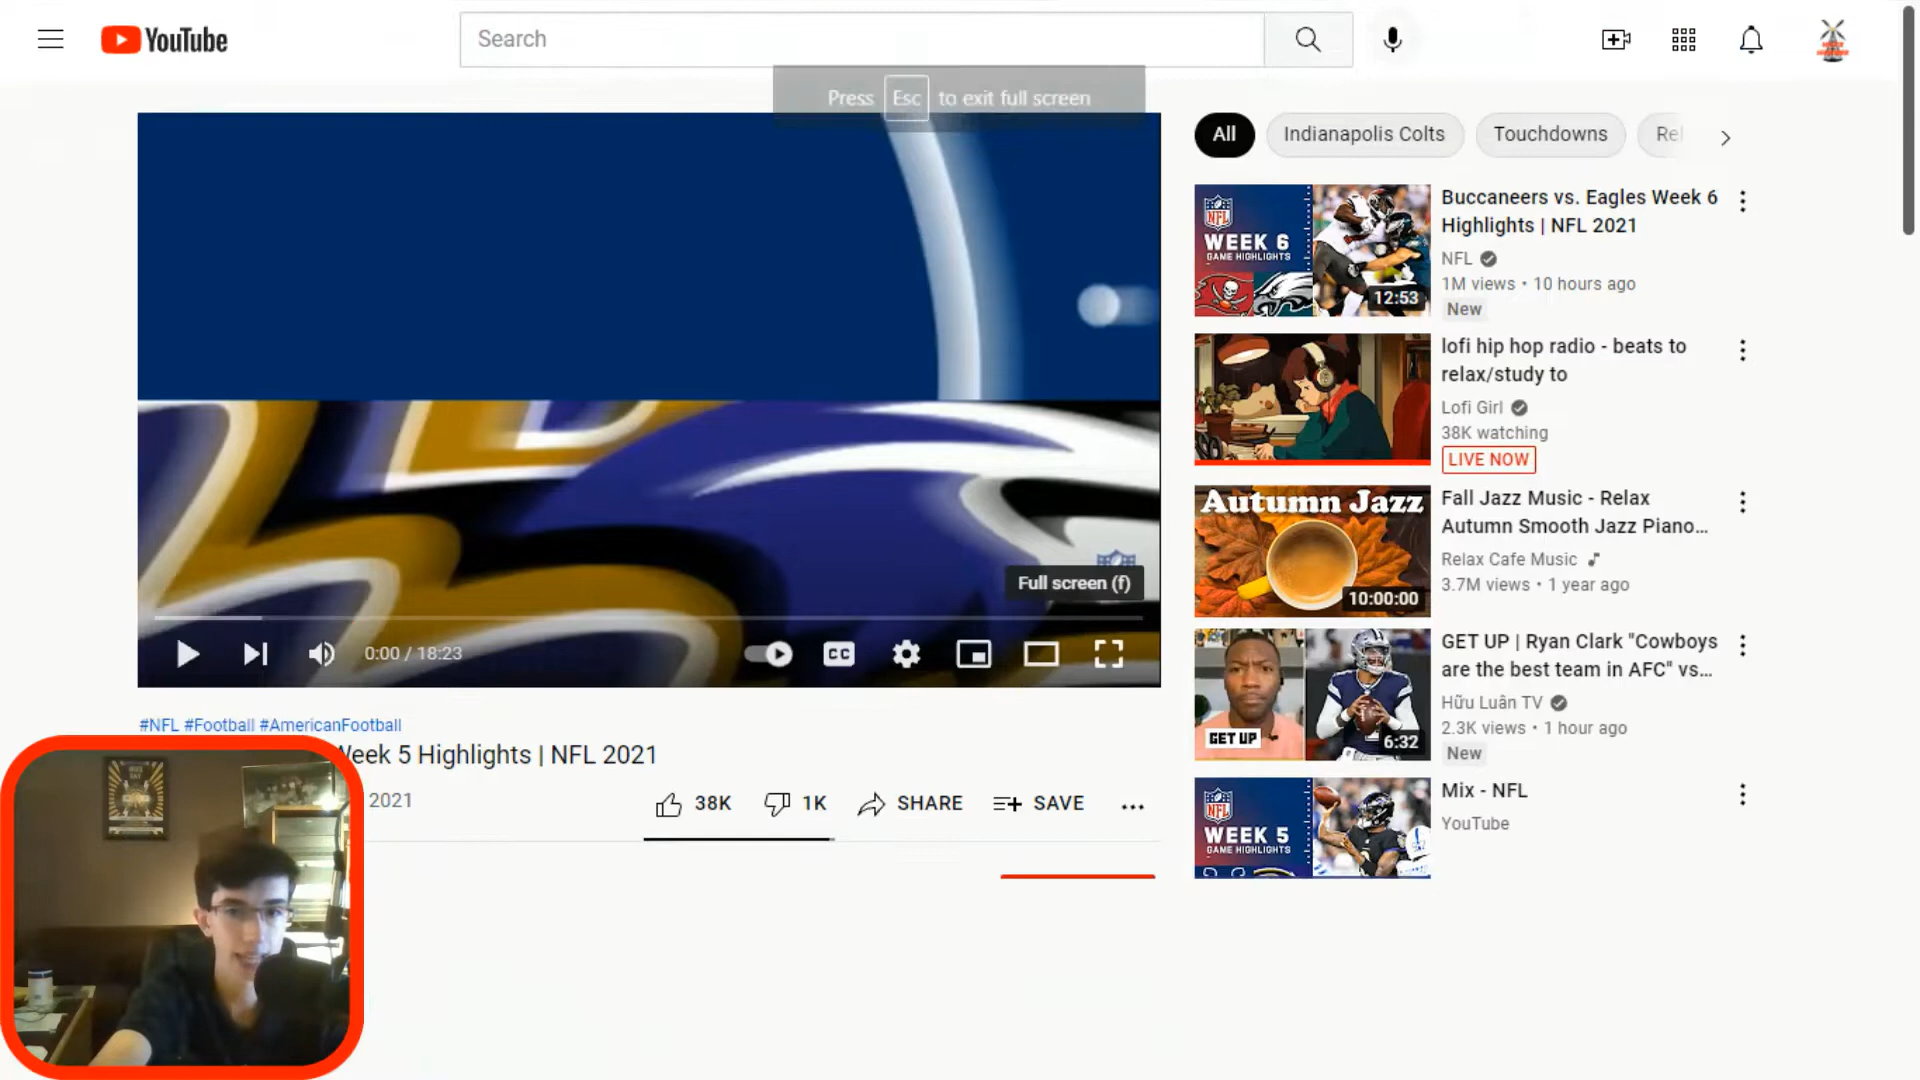 YouTube
Search
Press Esc to exit full screen
Full screen (f)
0:00 / 18:23
CC
#NFL #Football #AmericanFootball
Week 5 Highlights | NFL 2021
2021
38K
1K
SHARE
SAVE
All
Indianapolis Colts
Touchdowns
Rel
NFL
WEEK 6
GAME HIGHLIGHTS
12:53
Buccaneers vs. Eagles Week 6
Highlights | NFL 2021
NFL
1M views • 10 hours ago
New
lofi hip hop radio - beats to
relax/study to
Lofi Girl
38K watching
LIVE NOW
Autumn Jazz
10:00:00
Fall Jazz Music - Relax
Autumn Smooth Jazz Piano...
Relax Cafe Music
3.7M views • 1 year ago
GET UP
6:32
GET UP | Ryan Clark "Cowboys
are the best team in AFC" vs...
Hữu Luân TV
2.3K views • 1 hour ago
New
NFL
WEEK 5
GAME HIGHLIGHTS
Mix - NFL
YouTube